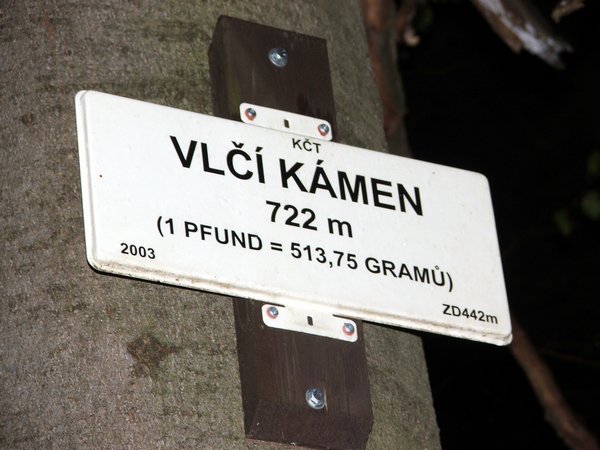 KČT
VLČÍ KÁMEN
722 m
(1 PFUND = 513,75 GRAMŮ)
2003
ZD442m